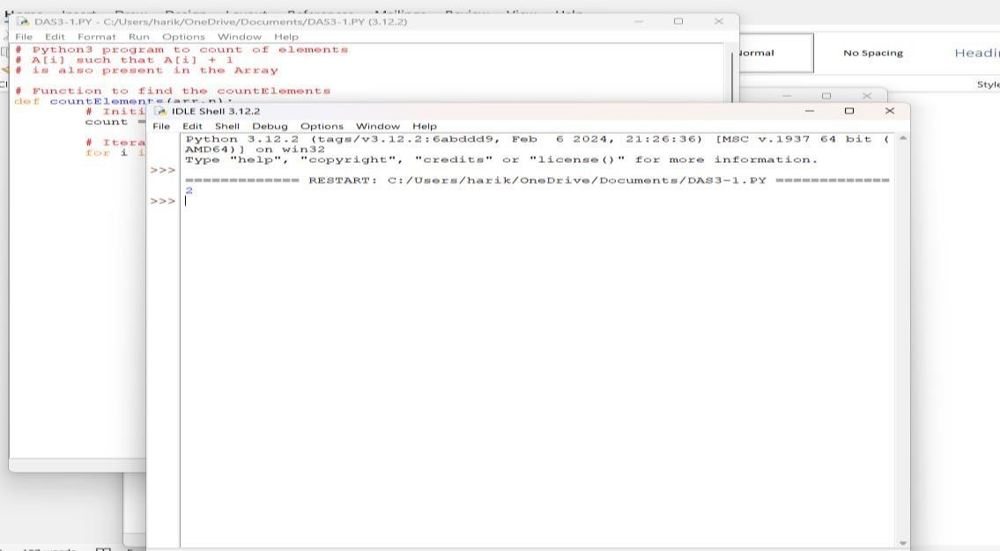 DAS3-1.PY - C:/Users/harik/OneDrive/Documents/DAS3-1.PY (3.12.2)
File Edit Format Run Options Window Help
# Python3 program to count of elements
# A[i] such that A[i] + 1
# is also present in the Array
# Function to find the countElements
def countElements(arr,n):
# Initi
count =
# Itera
for i i
Normal
No Spacing
Headi
Style
IDLE Shell 3.12.2
File Edit Shell Debug Options Window Help
Python 3.12.2 (tags/v3.12.2:6abddd9, Feb 6 2024, 21:26:36) [MSC v.1937 64 bit (
AMD64)] on win32
Type "help", "copyright", "credits" or "license()" for more information.
>>>
============= RESTART: C:/Users/harik/OneDrive/Documents/DAS3-1.PY =============
2
>>>